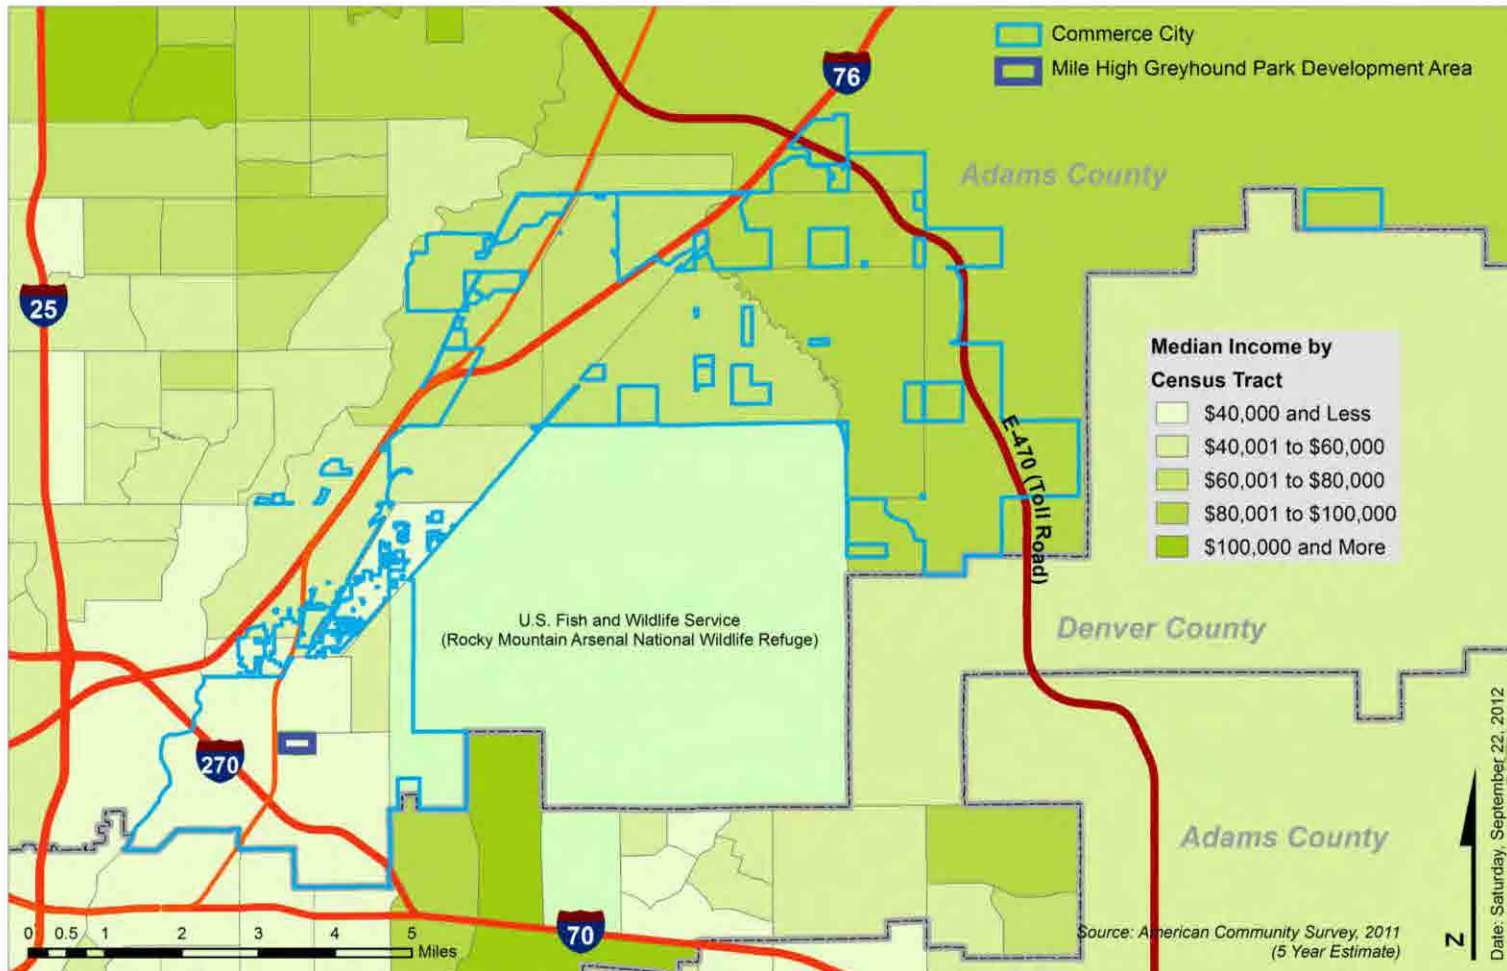 Commerce City
Mile High Greyhound Park Development Area
76
Adams County
25
Median Income by
Census Tract
$40,000 and Less
$40,001 to $60,000
$60,001 to $80,000
$80,001 to $100,000
$100,000 and More
E-470 (Toll Road)
U.S. Fish and Wildlife Service
(Rocky Mountain Arsenal National Wildlife Refuge)
Denver County
270
Adams County
Date: Saturday, September 22, 2012
N
70
0 0.5 1 2 3 4 5
Miles
Source: American Community Survey, 2011
(5 Year Estimate)